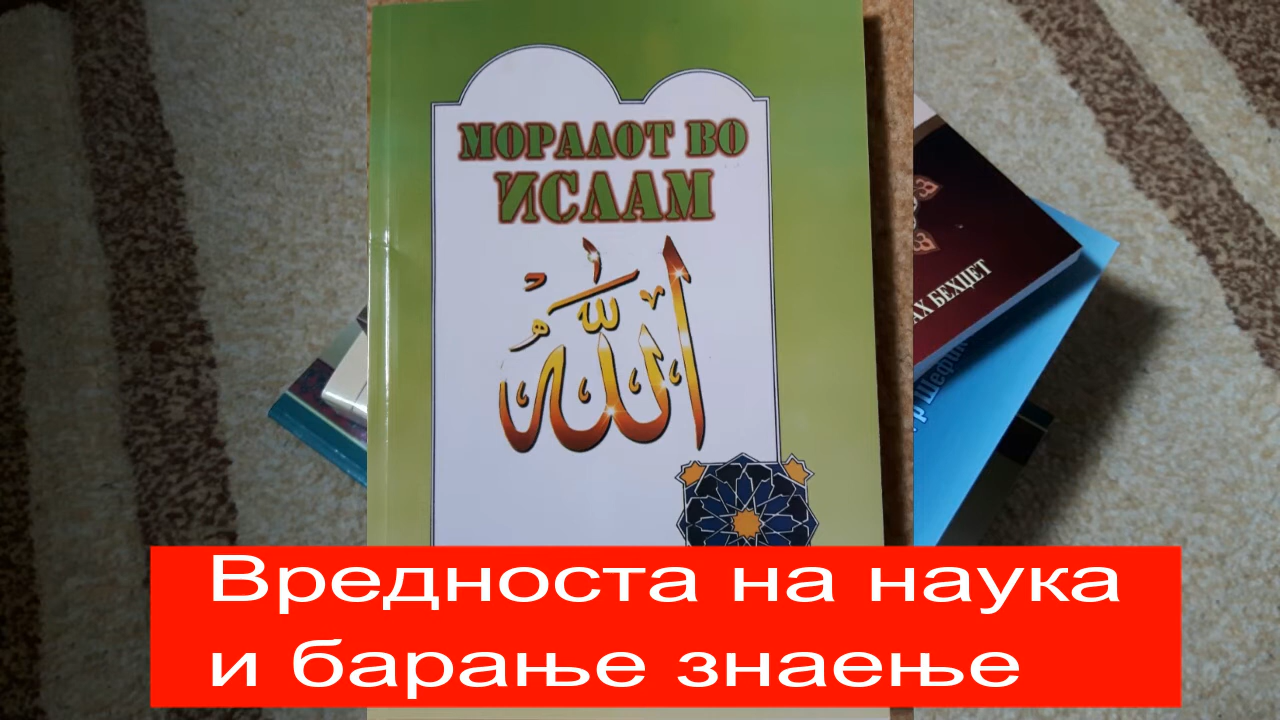 МОРАЛОТ ВО
ИСЛАМ
الله
БЕХЏЕТ
Вредноста на наука
и барање знаење